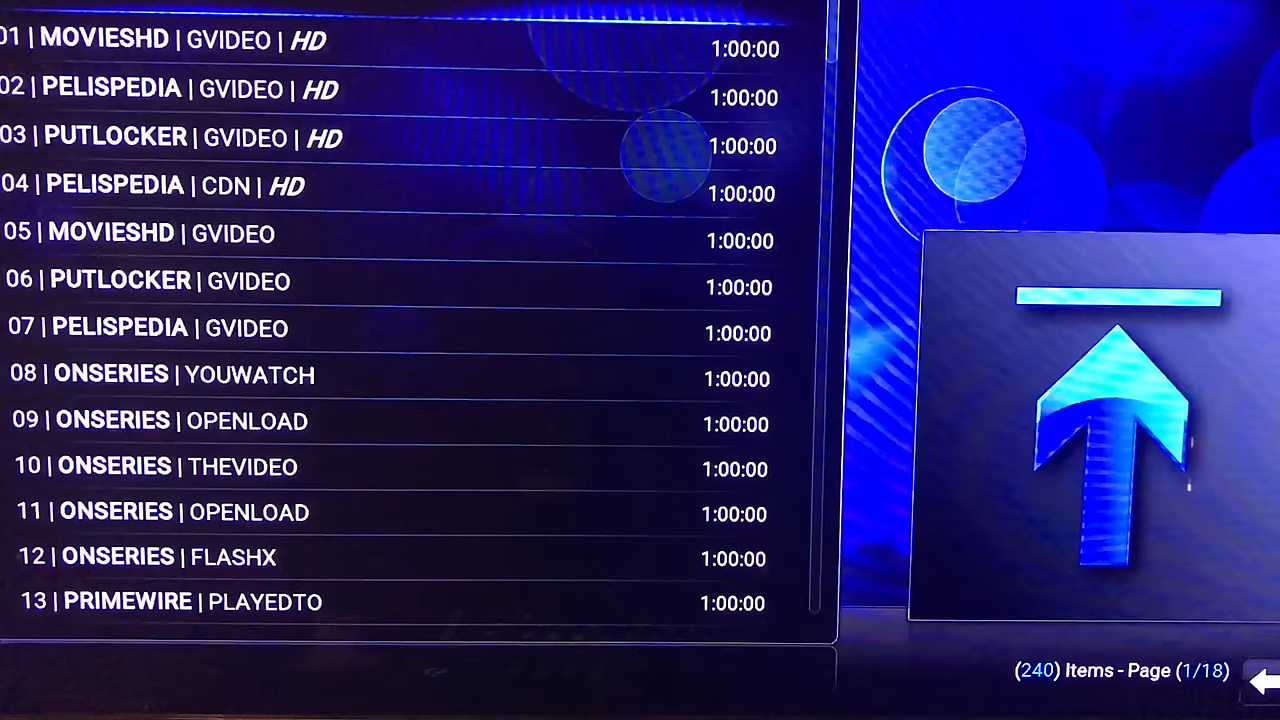 01 | MOVIESHD | GVIDEO | HD 1:00:00
02 | PELISPEDIA | GVIDEO | HD 1:00:00
03 | PUTLOCKER | GVIDEO | HD 1:00:00
04 | PELISPEDIA | CDN | HD 1:00:00
05 | MOVIESHD | GVIDEO 1:00:00
06 | PUTLOCKER | GVIDEO 1:00:00
07 | PELISPEDIA | GVIDEO 1:00:00
08 | ONSERIES | YOUWATCH 1:00:00
09 | ONSERIES | OPENLOAD 1:00:00
10 | ONSERIES | THEVIDEO 1:00:00
11 | ONSERIES | OPENLOAD 1:00:00
12 | ONSERIES | FLASHX 1:00:00
13 | PRIMEWIRE | PLAYEDTO 1:00:00
(240) Items - Page (1/18)